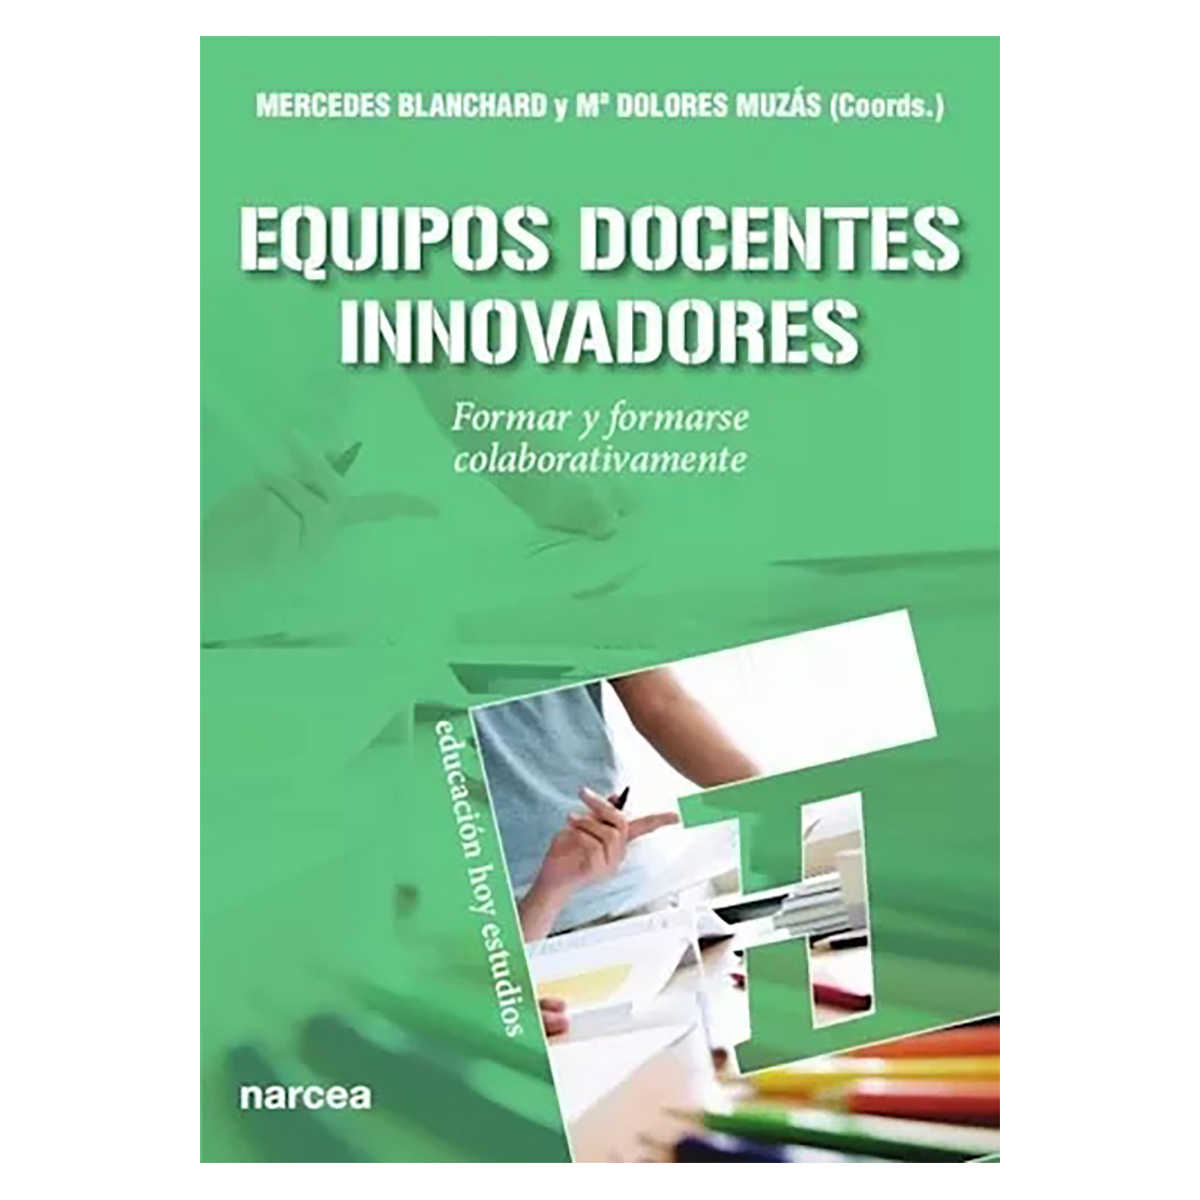 MERCEDES BLANCHARD y Mª DOLORES MUZÁS (Coords.)
EQUIPOS DOCENTES
INNOVADORES
Formar y formarse
colaborativamente
educación hoy estudios
narcea